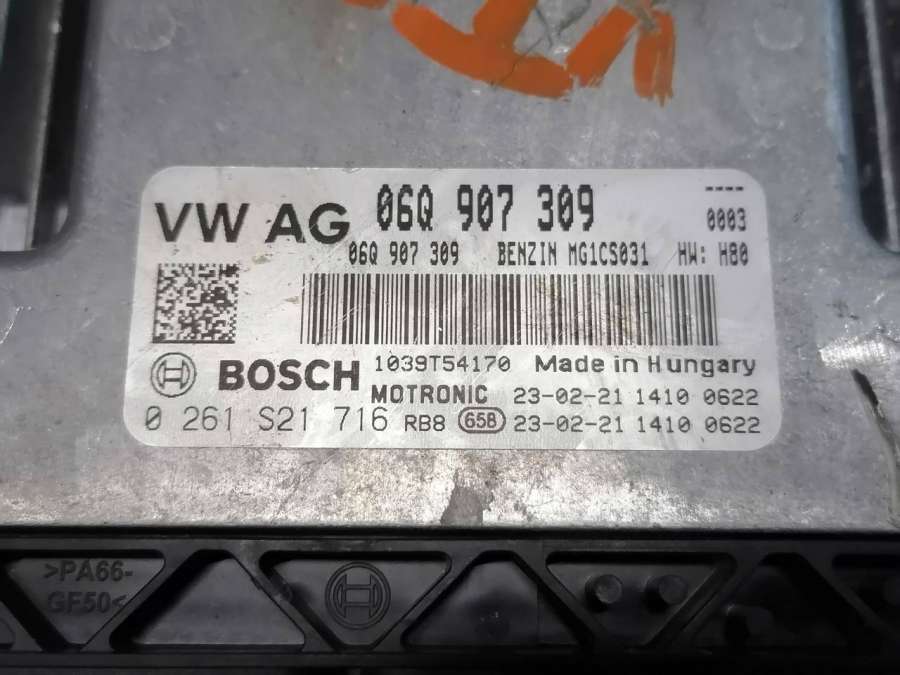 VW AG 06Q 907 309 ----
0003
06Q 907 309 BENZIN MG1CS031 HW: H80
BOSCH 1039T54170 Made in Hungary
MOTRONIC 23-02-21 1410 0622
0 261 S21 716 RB8 658 23-02-21 1410 0622
>PA66-
GF50<